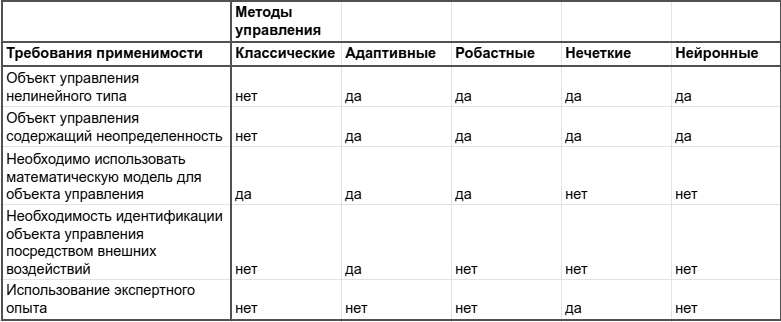 Методы
управления
Требования применимости Классические Адаптивные Робастные Нечеткие Нейронные
Объект управления
нелинейного типа нет да да да да
Объект управления
содержащий неопределенность нет да да да да
Необходимо использовать
математическую модель для
объекта управления да да да нет нет
Необходимость идентификации
объекта управления
посредством внешних
воздействий нет да нет нет нет
Использование экспертного
опыта нет нет нет да нет